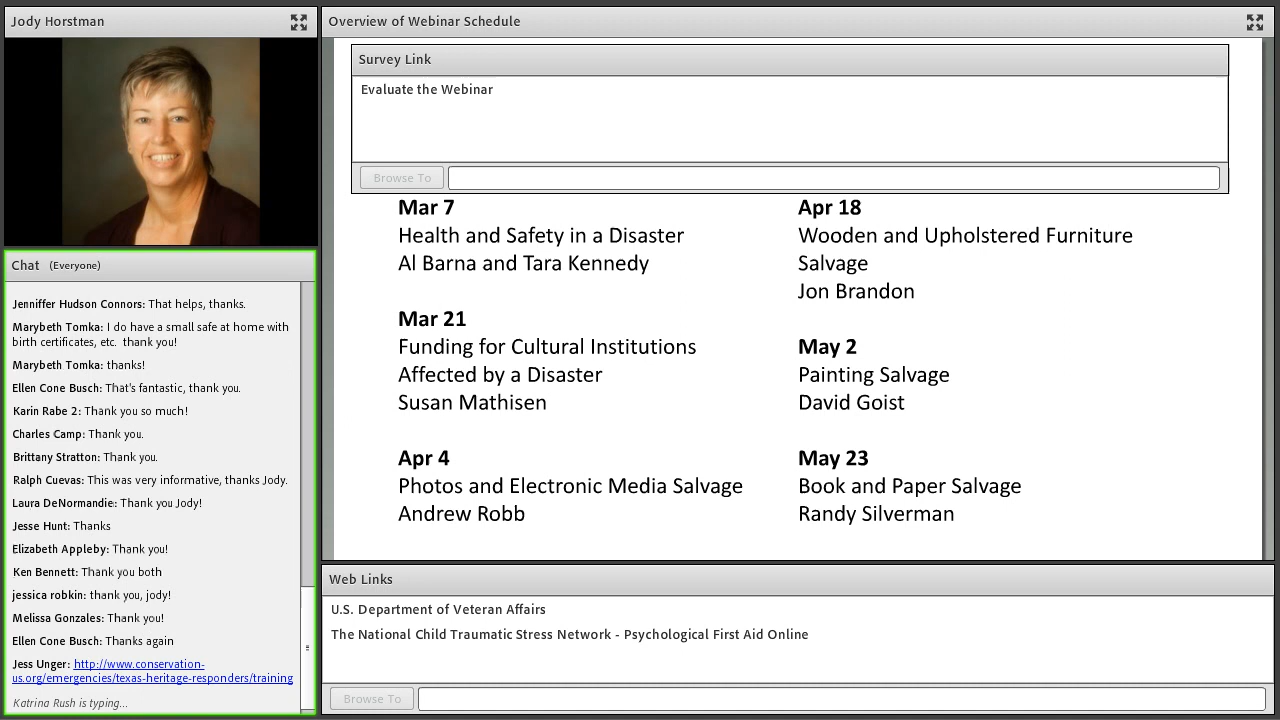 Jody Horstman
Chat (Everyone)
Jenniffer Hudson Connors: That helps, thanks.
Marybeth Tomka: I do have a small safe at home with
birth certificates, etc. thank you!
Marybeth Tomka: thanks!
Ellen Cone Busch: That's fantastic, thank you.
Karin Rabe 2: Thank you so much!
Charles Camp: Thank you.
Brittany Stratton: Thank you.
Ralph Cuevas: This was very informative, thanks Jody.
Laura DeNormandie: Thank you Jody!
Jesse Hunt: Thanks
Elizabeth Appleby: Thank you!
Ken Bennett: Thank you both
jessica robkin: thank you, jody!
Melissa Gonzales: Thank you!
Ellen Cone Busch: Thanks again
Jess Unger: http://www.conservation-
us.org/emergencies/texas-heritage-responders/training
Katrina Rush is typing...
Overview of Webinar Schedule
Survey Link
Evaluate the Webinar
Browse To
Mar 7
Health and Safety in a Disaster
Al Barna and Tara Kennedy
Mar 21
Funding for Cultural Institutions
Affected by a Disaster
Susan Mathisen
Apr 4
Photos and Electronic Media Salvage
Andrew Robb
Apr 18
Wooden and Upholstered Furniture
Salvage
Jon Brandon
May 2
Painting Salvage
David Goist
May 23
Book and Paper Salvage
Randy Silverman
Web Links
U.S. Department of Veteran Affairs
The National Child Traumatic Stress Network - Psychological First Aid Online
Browse To